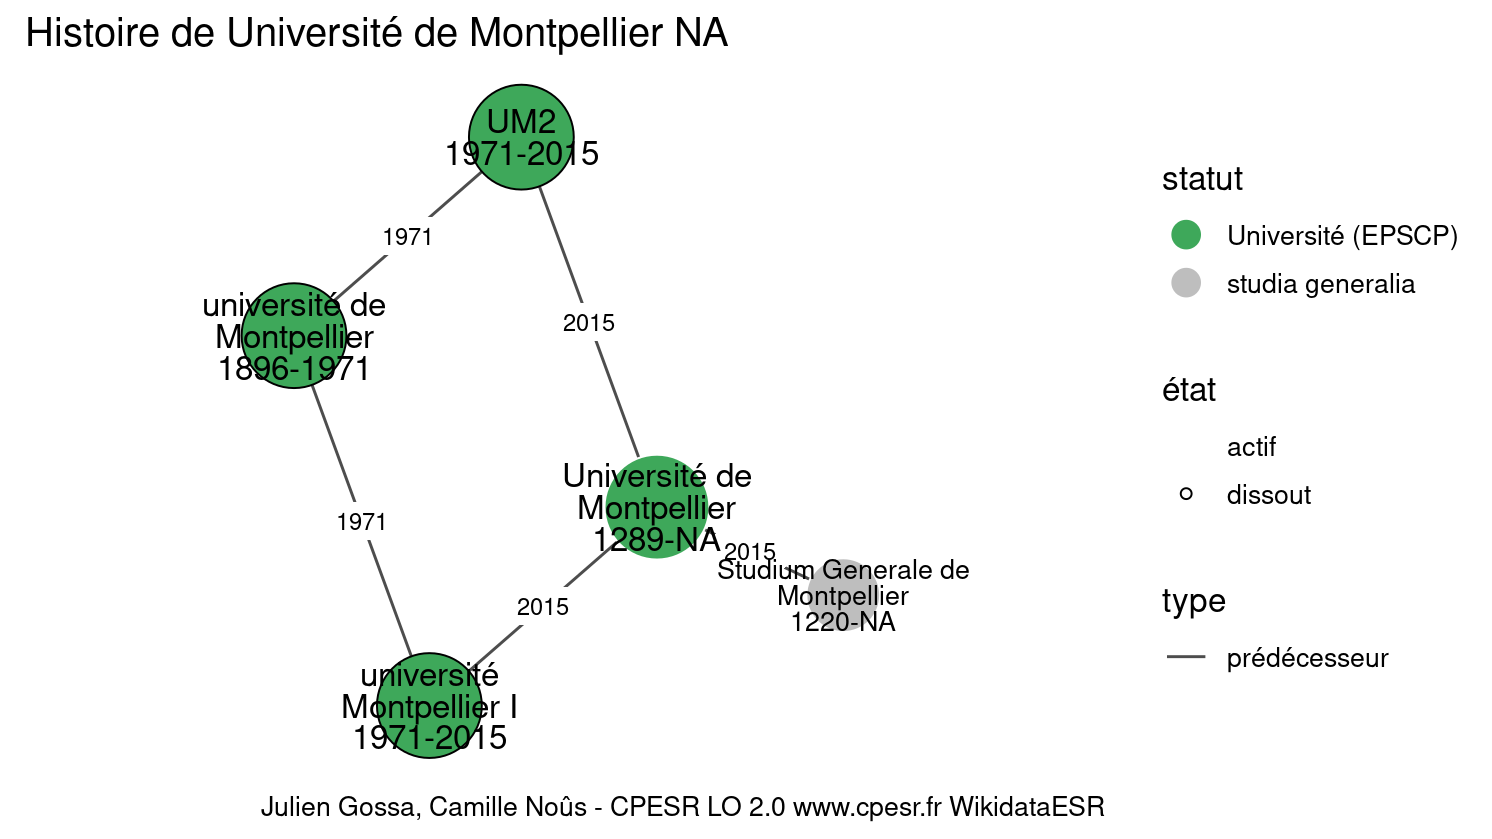 Histoire de Université de Montpellier NA
UM2
1971-2015
1971
université de
Montpellier
1896-1971
2015
Université de
Montpellier
1289-NA
1971
2015
Studium Generale de
Montpellier
1220-NA
2015
université
Montpellier I
1971-2015
statut
Université (EPSCP)
studia generalia
état
actif
dissout
type
prédécesseur
Julien Gossa, Camille Noûs - CPESR LO 2.0 www.cpesr.fr WikidataESR